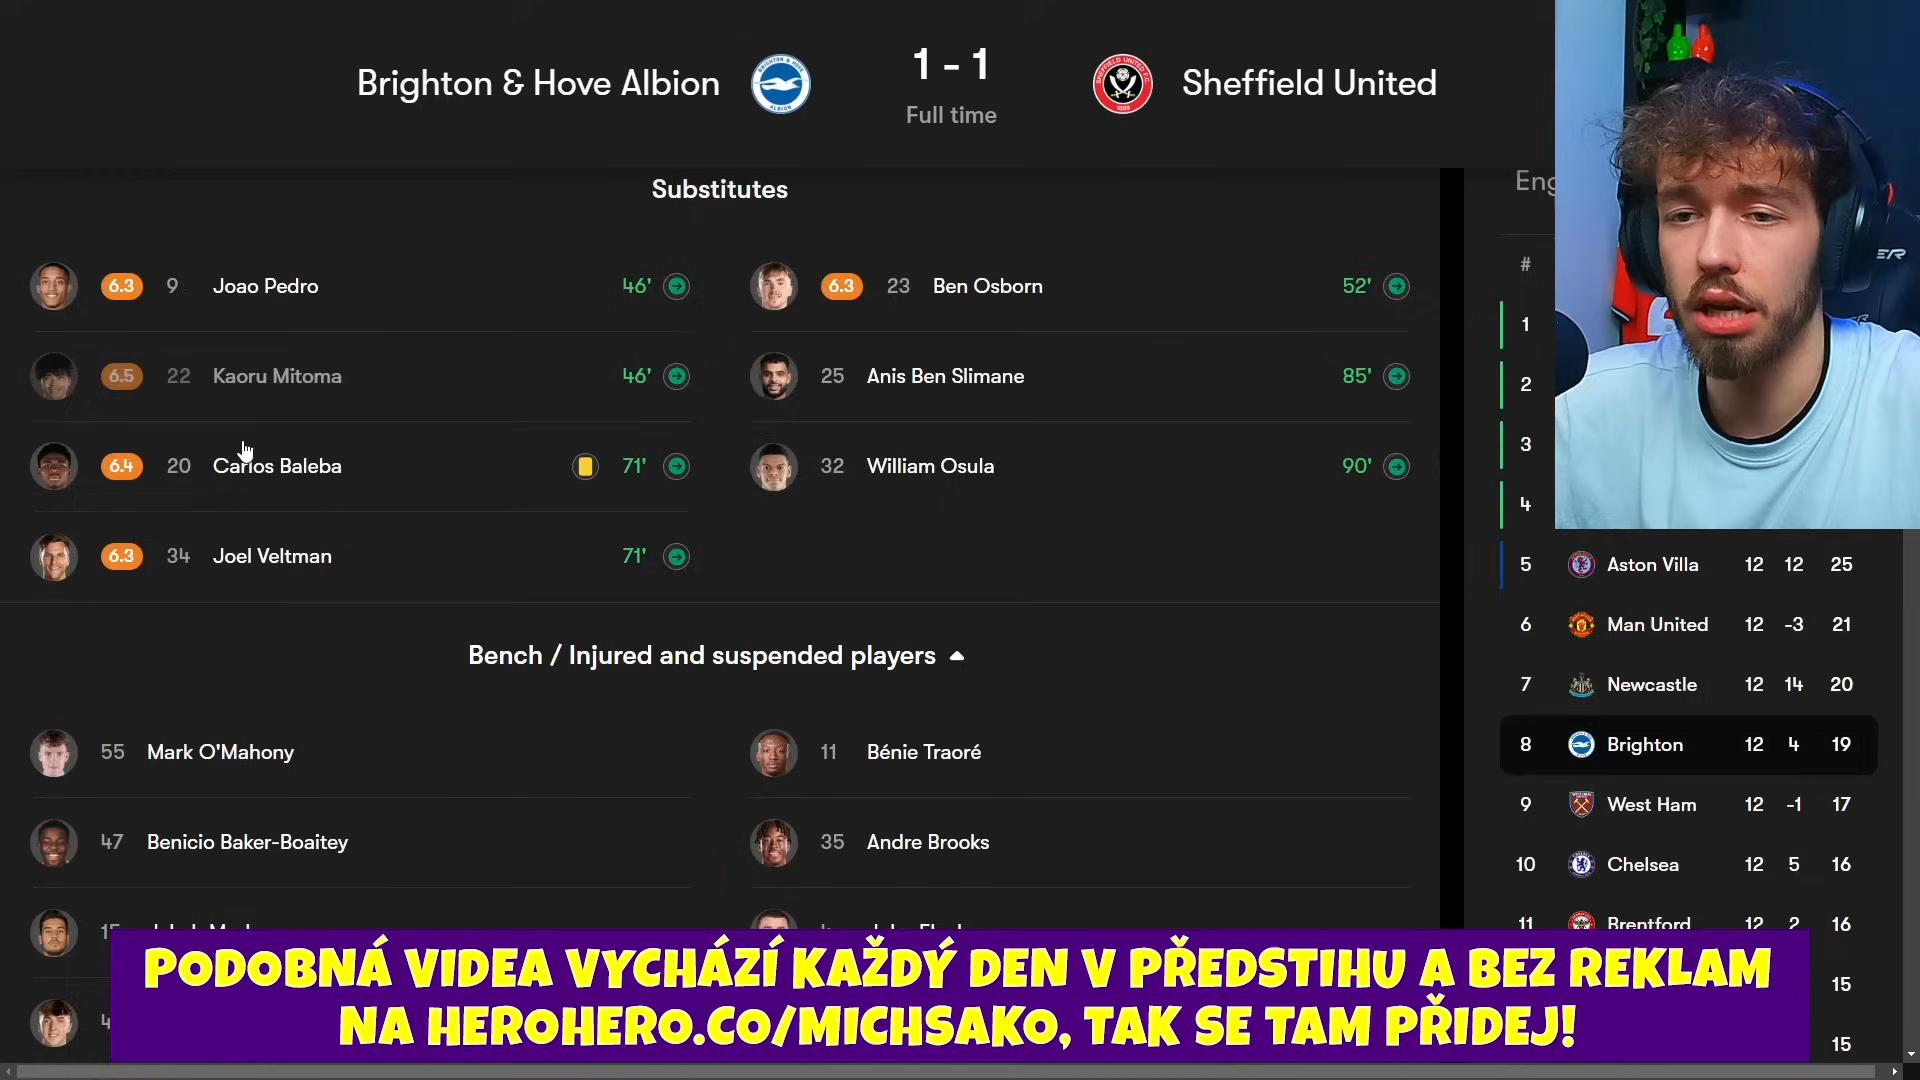 Brighton & Hove Albion
1 - 1
Full time
Sheffield United
Substitutes
6.3 9 Joao Pedro 46'
6.3 23 Ben Osborn 52'
6.5 22 Kaoru Mitoma 46'
25 Anis Ben Slimane 85'
6.4 20 Carlos Baleba 71'
32 William Osula 90'
6.3 34 Joel Veltman 71'
Bench / Injured and suspended players
55 Mark O'Mahony
11 Bénie Traoré
47 Benicio Baker-Boaitey
35 Andre Brooks
Eng
#
1
2
3
4
5 Aston Villa 12 12 25
6 Man United 12 -3 21
7 Newcastle 12 14 20
8 Brighton 12 4 19
9 West Ham 12 -1 17
10 Chelsea 12 5 16
11 Brentford 12 2 16
15
15
PODOBNÁ VIDEA VYCHÁZÍ KAŽDÝ DEN V PŘEDSTIHU A BEZ REKLAM
NA HEROHERO.CO/MICHSAKO, TAK SE TAM PŘIDEJ!